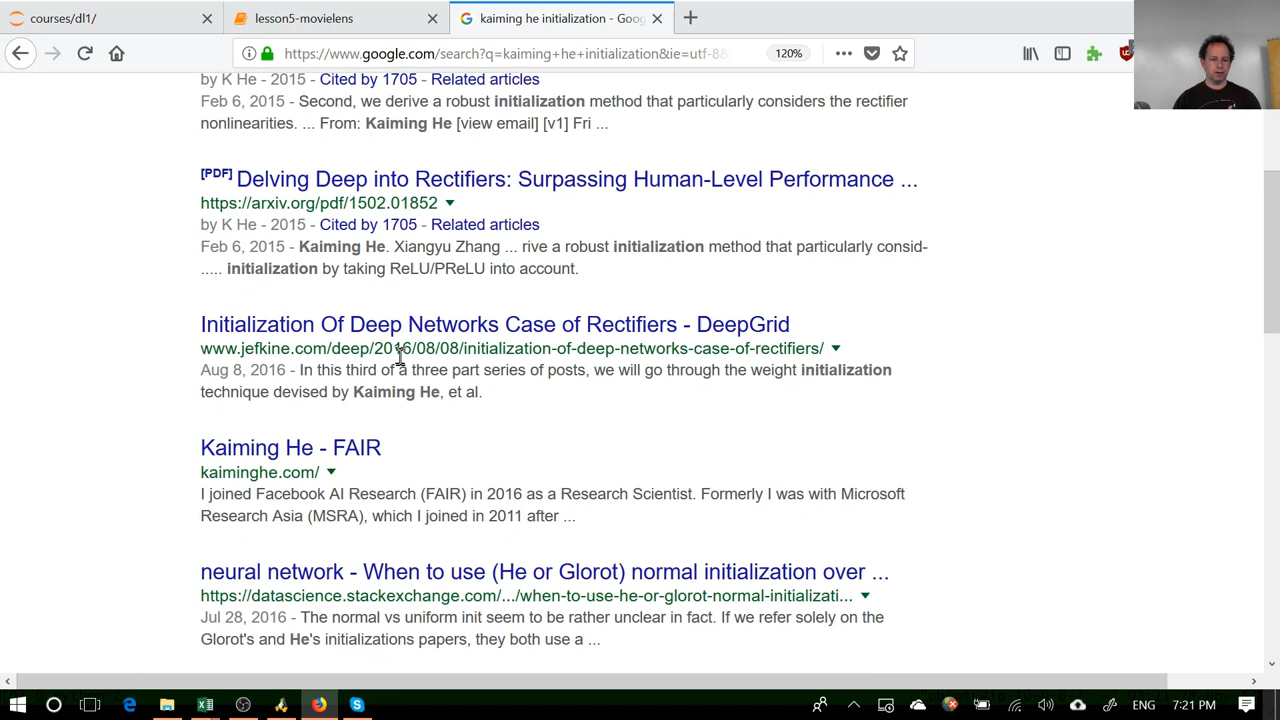 courses/dl1/
lesson5-movielens
kaiming he initialization - Goog
https://www.google.com/search?q=kaiming+he+initialization&ie=utf-8&
120%
by K He - 2015 - Cited by 1705 - Related articles
Feb 6, 2015 - Second, we derive a robust initialization method that particularly considers the rectifier
nonlinearities. ... From: Kaiming He [view email] [v1] Fri ...
[PDF] Delving Deep into Rectifiers: Surpassing Human-Level Performance ...
https://arxiv.org/pdf/1502.01852
by K He - 2015 - Cited by 1705 - Related articles
Feb 6, 2015 - Kaiming He. Xiangyu Zhang ... rive a robust initialization method that particularly consid-
..... initialization by taking ReLU/PReLU into account.
Initialization Of Deep Networks Case of Rectifiers - DeepGrid
www.jefkine.com/deep/2016/08/08/initialization-of-deep-networks-case-of-rectifiers/
Aug 8, 2016 - In this third of a three part series of posts, we will go through the weight initialization
technique devised by Kaiming He, et al.
Kaiming He - FAIR
kaiminghe.com/
I joined Facebook AI Research (FAIR) in 2016 as a Research Scientist. Formerly I was with Microsoft
Research Asia (MSRA), which I joined in 2011 after ...
neural network - When to use (He or Glorot) normal initialization over ...
https://datascience.stackexchange.com/.../when-to-use-he-or-glorot-normal-initializati...
Jul 28, 2016 - The normal vs uniform init seem to be rather unclear in fact. If we refer solely on the
Glorot's and He's initializations papers, they both use a ...
ENG
7:21 PM